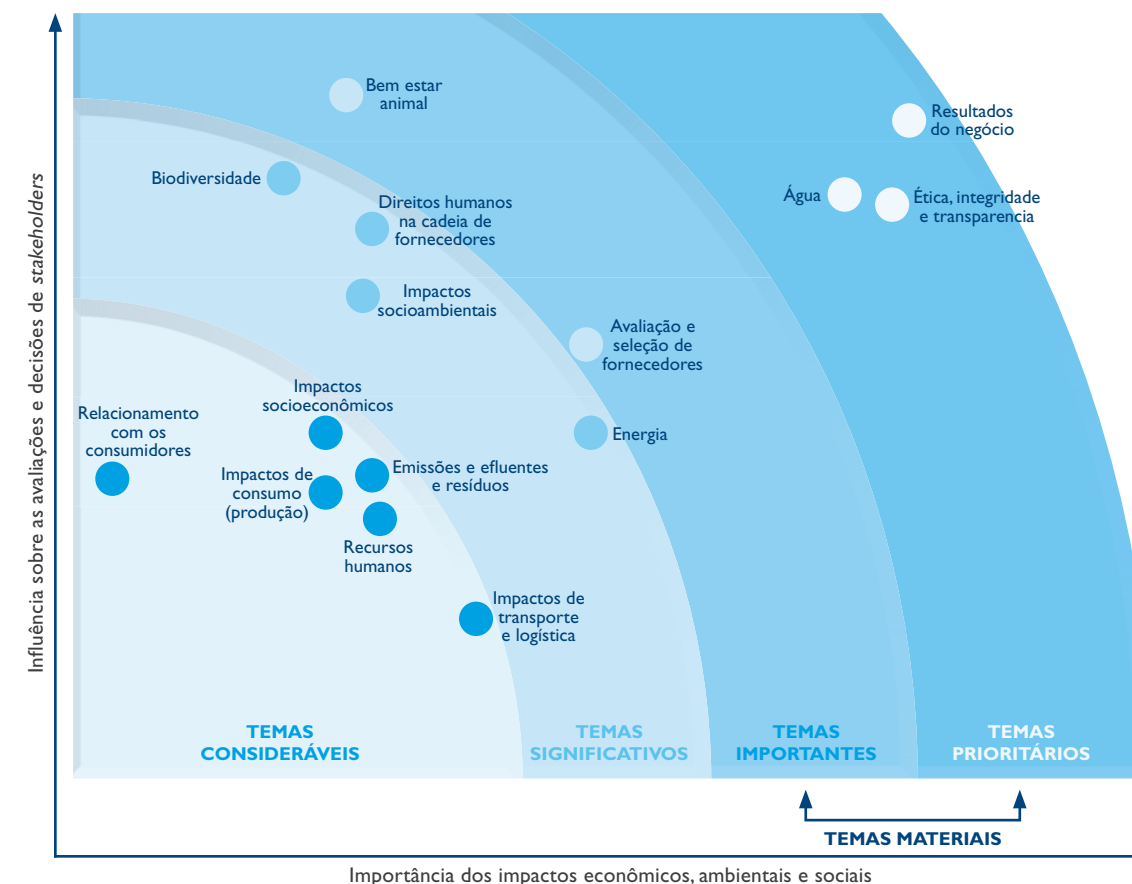 Bem estar
animal
Resultados
do negócio
Biodiversidade
Água
Ética, integridade
e transparencia
Direitos humanos
na cadeia de
fornecedores
Impactos
socioambientais
Avaliação e
seleção de
fornecedores
Impactos
socioeconômicos
Relacionamento
com os
consumidores
Energia
Impactos de
consumo
(produção)
Emissões e efluentes
e resíduos
Recursos
humanos
Impactos de
transporte
e logística
TEMAS
CONSIDERÁVEIS
TEMAS
SIGNIFICATIVOS
TEMAS
IMPORTANTES
TEMAS
PRIORITÁRIOS
TEMAS MATERIAIS
Influência sobre as avaliações e decisões de stakeholders
Importância dos impactos econômicos, ambientais e sociais